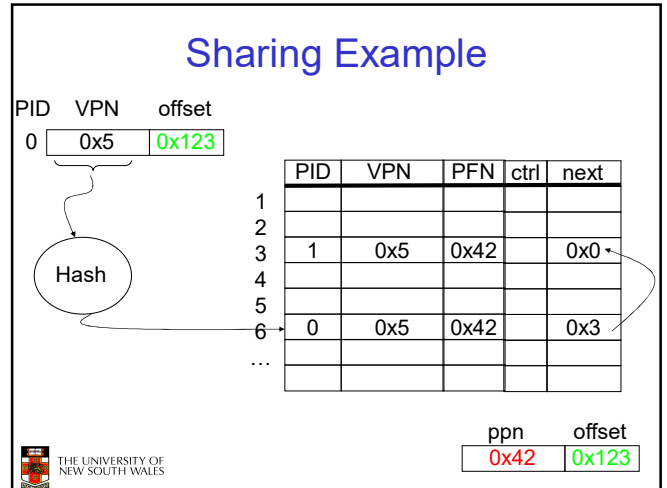 Sharing Example
PID VPN offset
0 0x5 0x123
PID VPN PFN ctrl next
1
2
3 1 0x5 0x42 0x0
Hash
4
5
6 0 0x5 0x42 0x3
…
ppn offset
0x42 0x123
THE UNIVERSITY OF
NEW SOUTH WALES